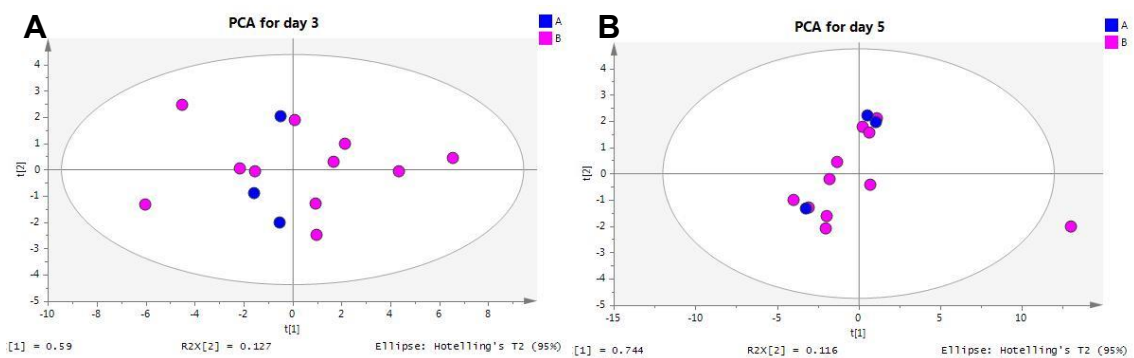 A
PCA for day 3
A
B
t[2]
4
3
2
1
0
-1
-2
-3
-4
-5
-10
-8
-6
-4
-2
0
2
4
6
8
t[1]
[1] = 0.59
R2X[2] = 0.127
Ellipse: Hotelling's T2 (95%)
B
PCA for day 5
A
B
t[2]
4
3
2
1
0
-1
-2
-3
-4
-5
-15
-10
-5
0
5
10
t[1]
[1] = 0.744
R2X[2] = 0.116
Ellipse: Hotelling's T2 (95%)